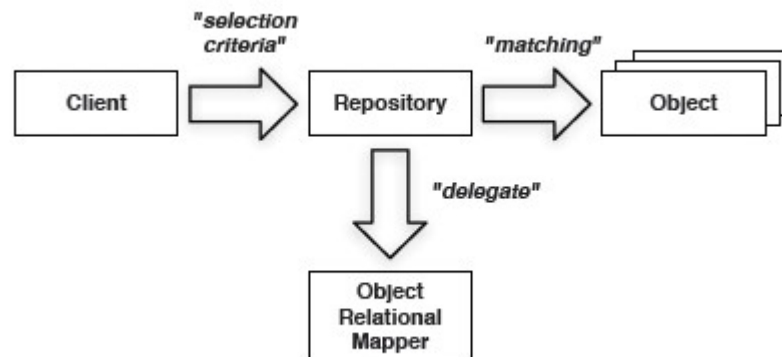 "selection
criteria"
"matching"
Client
Repository
Object
"delegate"
Object
Relational
Mapper